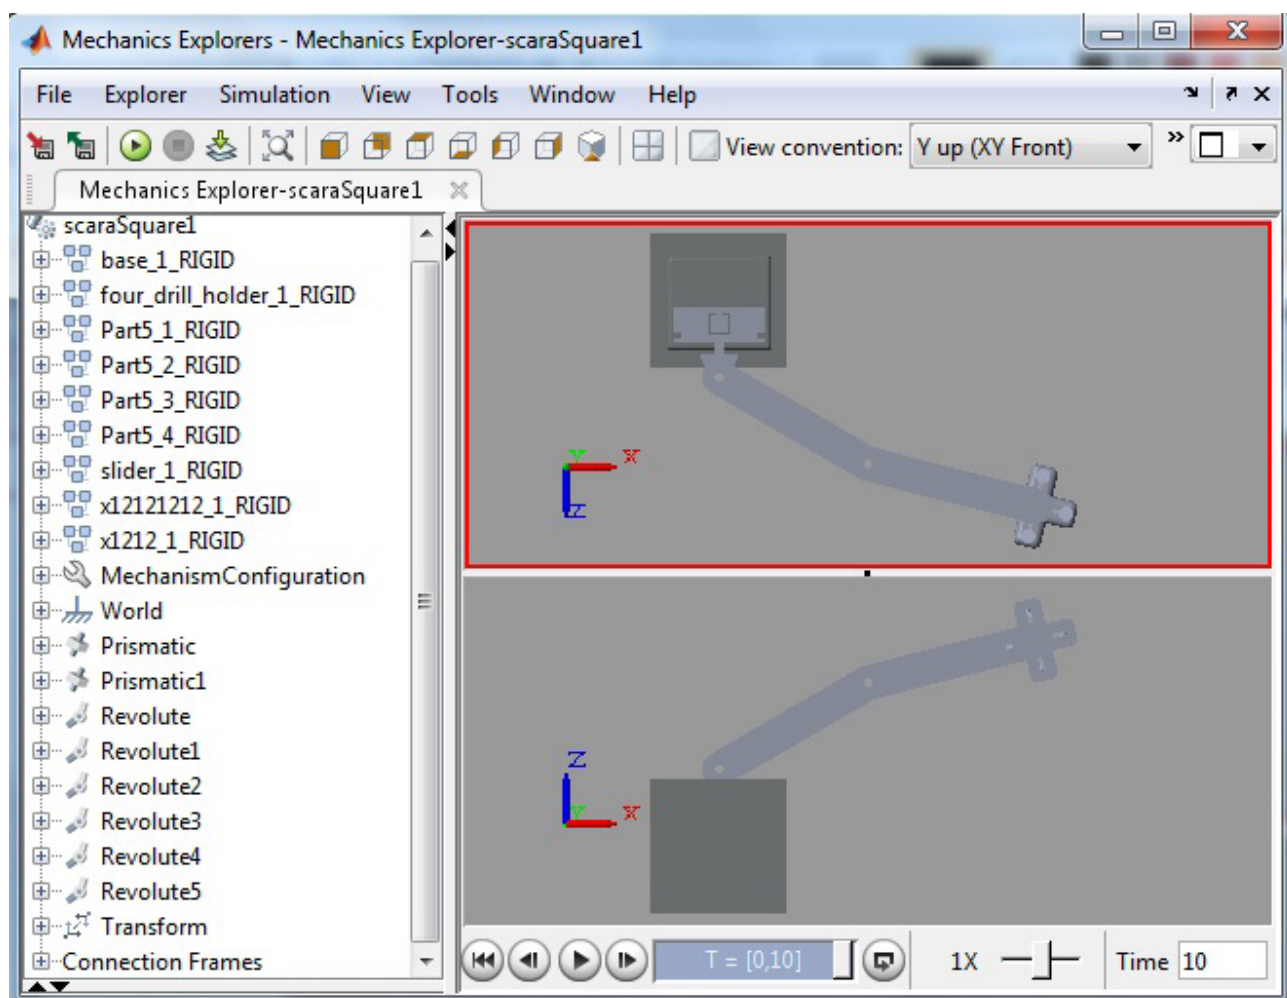 Mechanics Explorers - Mechanics Explorer-scaraSquare1
File Explorer Simulation View Tools Window Help
View convention: Y up (XY Front)
Mechanics Explorer-scaraSquare1
scaraSquare1
base_1_RIGID
four_drill_holder_1_RIGID
Part5_1_RIGID
Part5_2_RIGID
Part5_3_RIGID
Part5_4_RIGID
slider_1_RIGID
x12121212_1_RIGID
x1212_1_RIGID
MechanismConfiguration
World
Prismatic
Prismatic1
Revolute
Revolute1
Revolute2
Revolute3
Revolute4
Revolute5
Transform
Connection Frames
Y X
Z
Z
Y X
T = [0,10] 1X Time 10